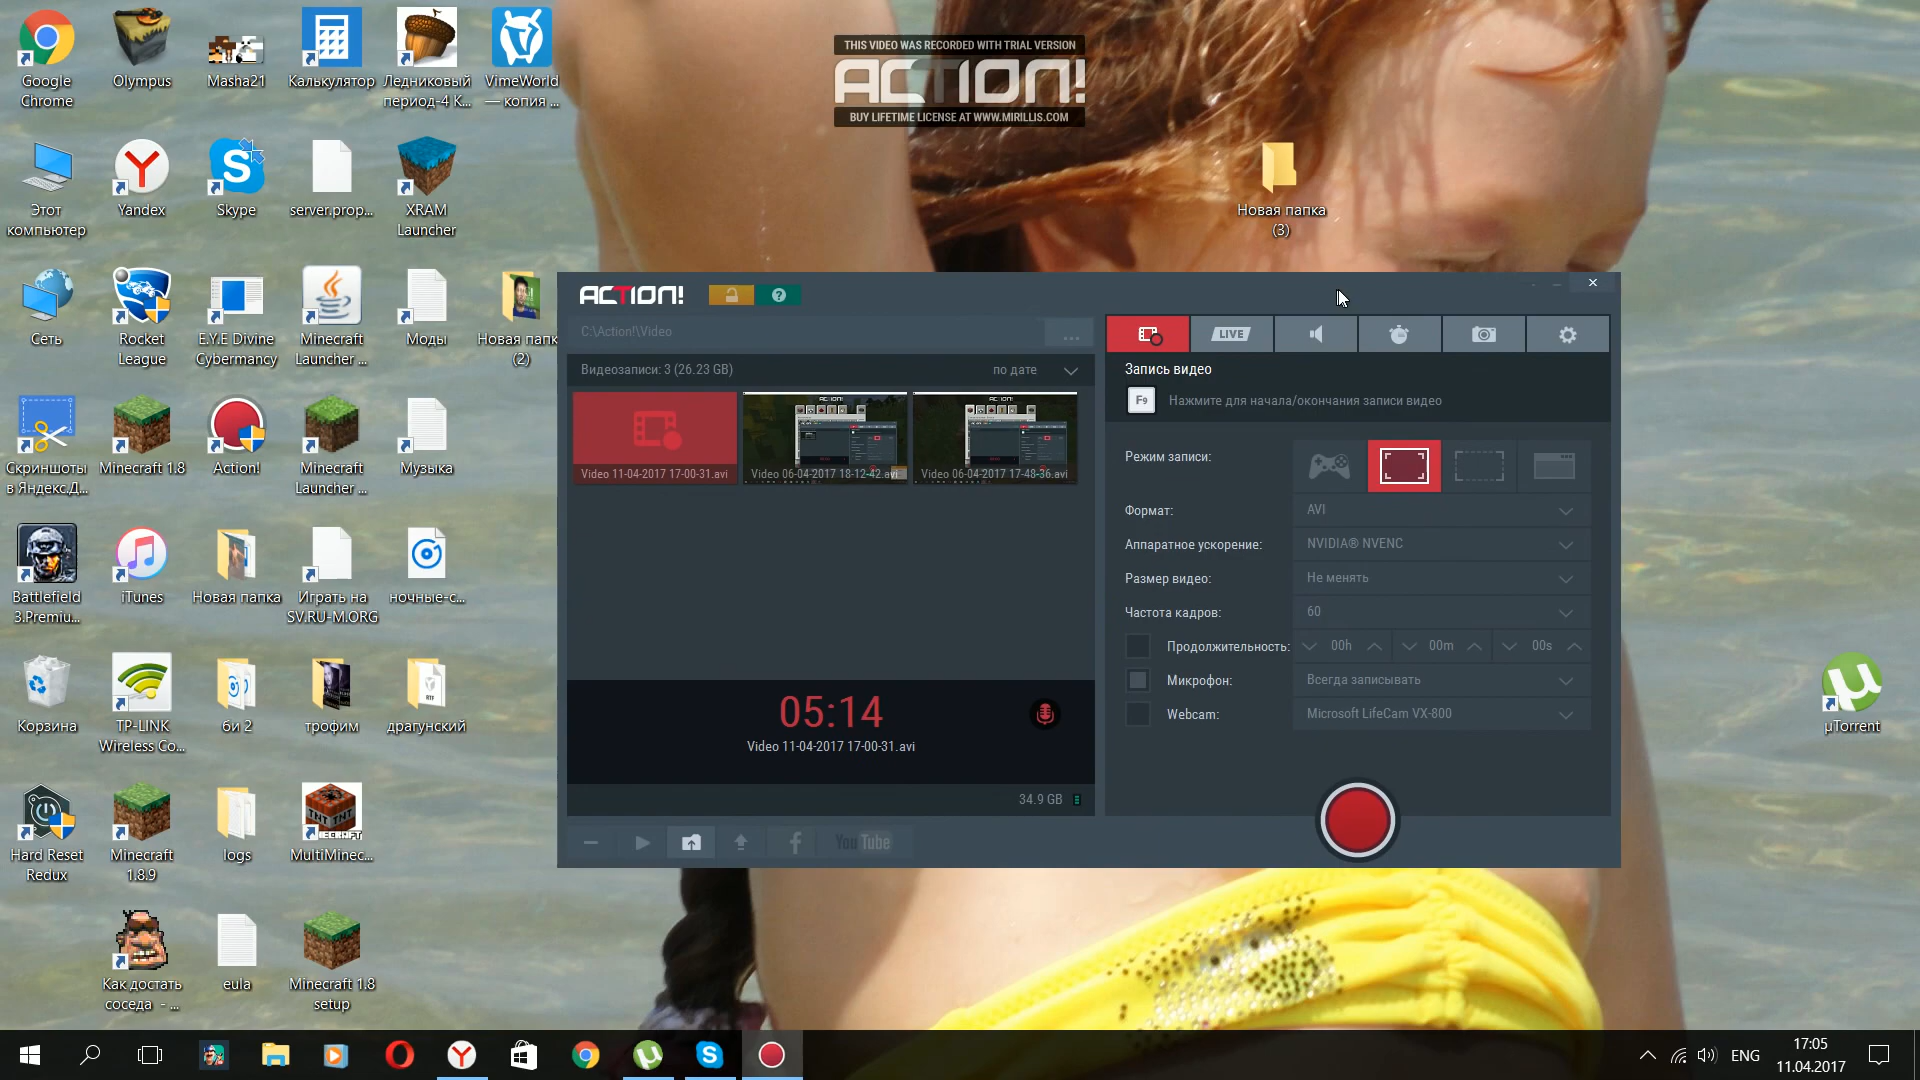 Google
Chrome
Olympus
Masha21
Калькулятор
Ледниковый
период-4 К...
VimeWorld
— копия ...
THIS VIDEO WAS RECORDED WITH TRIAL VERSION
ACTION!
BUY LIFETIME LICENSE AT WWW.MIRILLIS.COM
Этот
компьютер
Yandex
Skype
server.prop...
XRAM
Launcher
Новая папка
(3)
Сеть
Rocket
League
E.Y.E Divine
Cybermancy
Minecraft
Launcher ...
Моды
Новая папк
(2)
Скриншоты
в Яндекс.Д...
Minecraft 1.8
Action!
Minecraft
Launcher ...
Музыка
Battlefield
3.Premiu...
iTunes
Новая папка
Играть на
SV.RU-M.ORG
ночные-с...
Корзина
TP-LINK
Wireless Co...
би 2
трофим
драгунский
Hard Reset
Redux
Minecraft
1.8.9
logs
MultiMinec...
Как достать
соседа - ...
eula
Minecraft 1.8
setup
µTorrent
ACTION!
?
C:\Action!\Video
...
Видеозаписи: 3 (26.23 GB)
по дате
Video 11-04-2017 17-00-31.avi
Video 06-04-2017 18-12-42.avi
Video 06-04-2017 17-48-36.avi
05:14
Video 11-04-2017 17-00-31.avi
34.9 GB
You Tube
LIVE
Запись видео
F9
Нажмите для начала/окончания записи видео
Режим записи:
Формат:
AVI
Аппаратное ускорение:
NVIDIA® NVENC
Размер видео:
Не менять
Частота кадров:
60
Продолжительность:
00h
00m
00s
Микрофон:
Всегда записывать
Webcam:
Microsoft LifeCam VX-800
ENG
17:05
11.04.2017